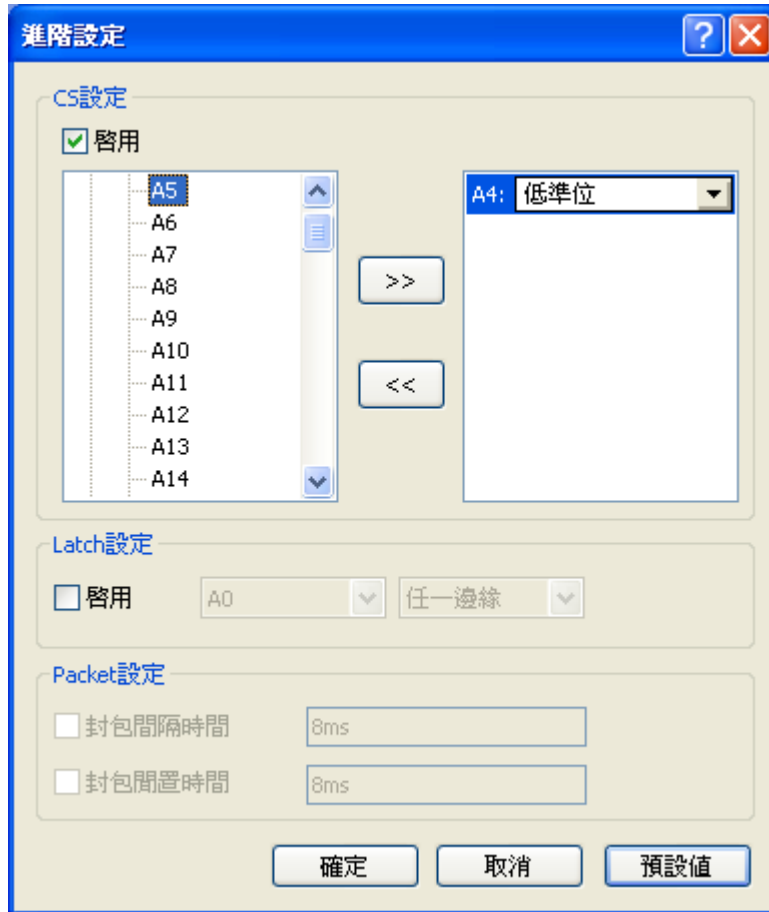 進階設定
CS設定
啓用
A5
A6
A7
A8
A9
A10
A11
A12
A13
A14
>>
<<
A4: 低準位
Latch設定
啓用 A0 任一邊緣
Packet設定
封包間隔時間 8ms
封包閒置時間 8ms
確定 取消 預設值